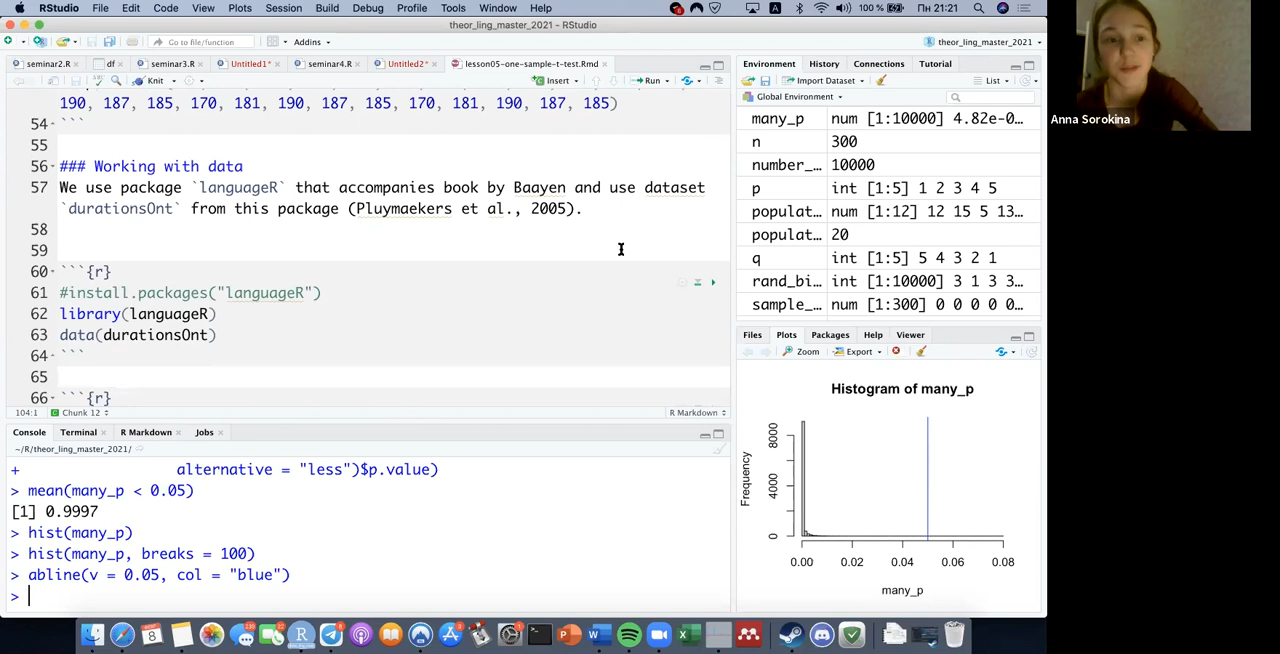 RStudio File Edit Code View Plots Session Build Debug Profile Tools Window Help 100 % Пн 21:21
theor_ling_master_2021 - RStudio
Go to file/function Addins theor_ling_master_2021
seminar2.R df seminar3.R Untitled1* seminar4.R Untitled2* lesson05-one-sample-t-test.Rmd
ABC Knit Insert Run
190, 187, 185, 170, 181, 190, 187, 185, 170, 181, 190, 187, 185)
54 ```
55
56 ### Working with data
57 We use package `languageR` that accompanies book by Baayen and use dataset
`durationsOnt` from this package (Pluymaekers et al., 2005).
58
59
60 ```{r}
61 #install.packages("languageR")
62 library(languageR)
63 data(durationsOnt)
64 ```
65
66 ```{r}
104:1 Chunk 12 R Markdown
Console Terminal R Markdown Jobs
~/R/theor_ling_master_2021/
+ alternative = "less")$p.value)
> mean(many_p < 0.05)
[1] 0.9997
> hist(many_p)
> hist(many_p, breaks = 100)
> abline(v = 0.05, col = "blue")
>
Environment History Connections Tutorial
Import Dataset List
Global Environment
many_p num [1:10000] 4.82e-0…
n 300
number_… 10000
p int [1:5] 1 2 3 4 5
populat… num [1:12] 12 15 5 13…
populat… 20
q int [1:5] 5 4 3 2 1
rand_bi… int [1:10000] 3 1 3 3…
sample_… num [1:300] 0 0 0 0…
Files Plots Packages Help Viewer
Zoom Export
Histogram of many_p
Frequency
8000
4000
0
0.00 0.02 0.04 0.06 0.08
many_p
Anna Sorokina